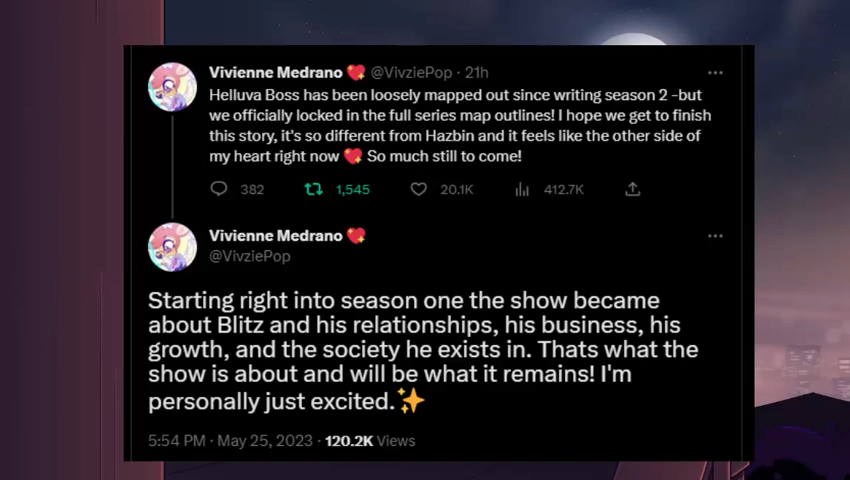 Vivienne Medrano 💖 @VivziePop · 21h
Helluva Boss has been loosely mapped out since writing season 2 -but
we officially locked in the full series map outlines! I hope we get to finish
this story, it's so different from Hazbin and it feels like the other side of
my heart right now 💖 So much still to come!
382 1,545 20.1K 412.7K
Vivienne Medrano 💖
@VivziePop
Starting right into season one the show became
about Blitz and his relationships, his business, his
growth, and the society he exists in. Thats what the
show is about and will be what it remains! I'm
personally just excited.✨
5:54 PM · May 25, 2023 · 120.2K Views